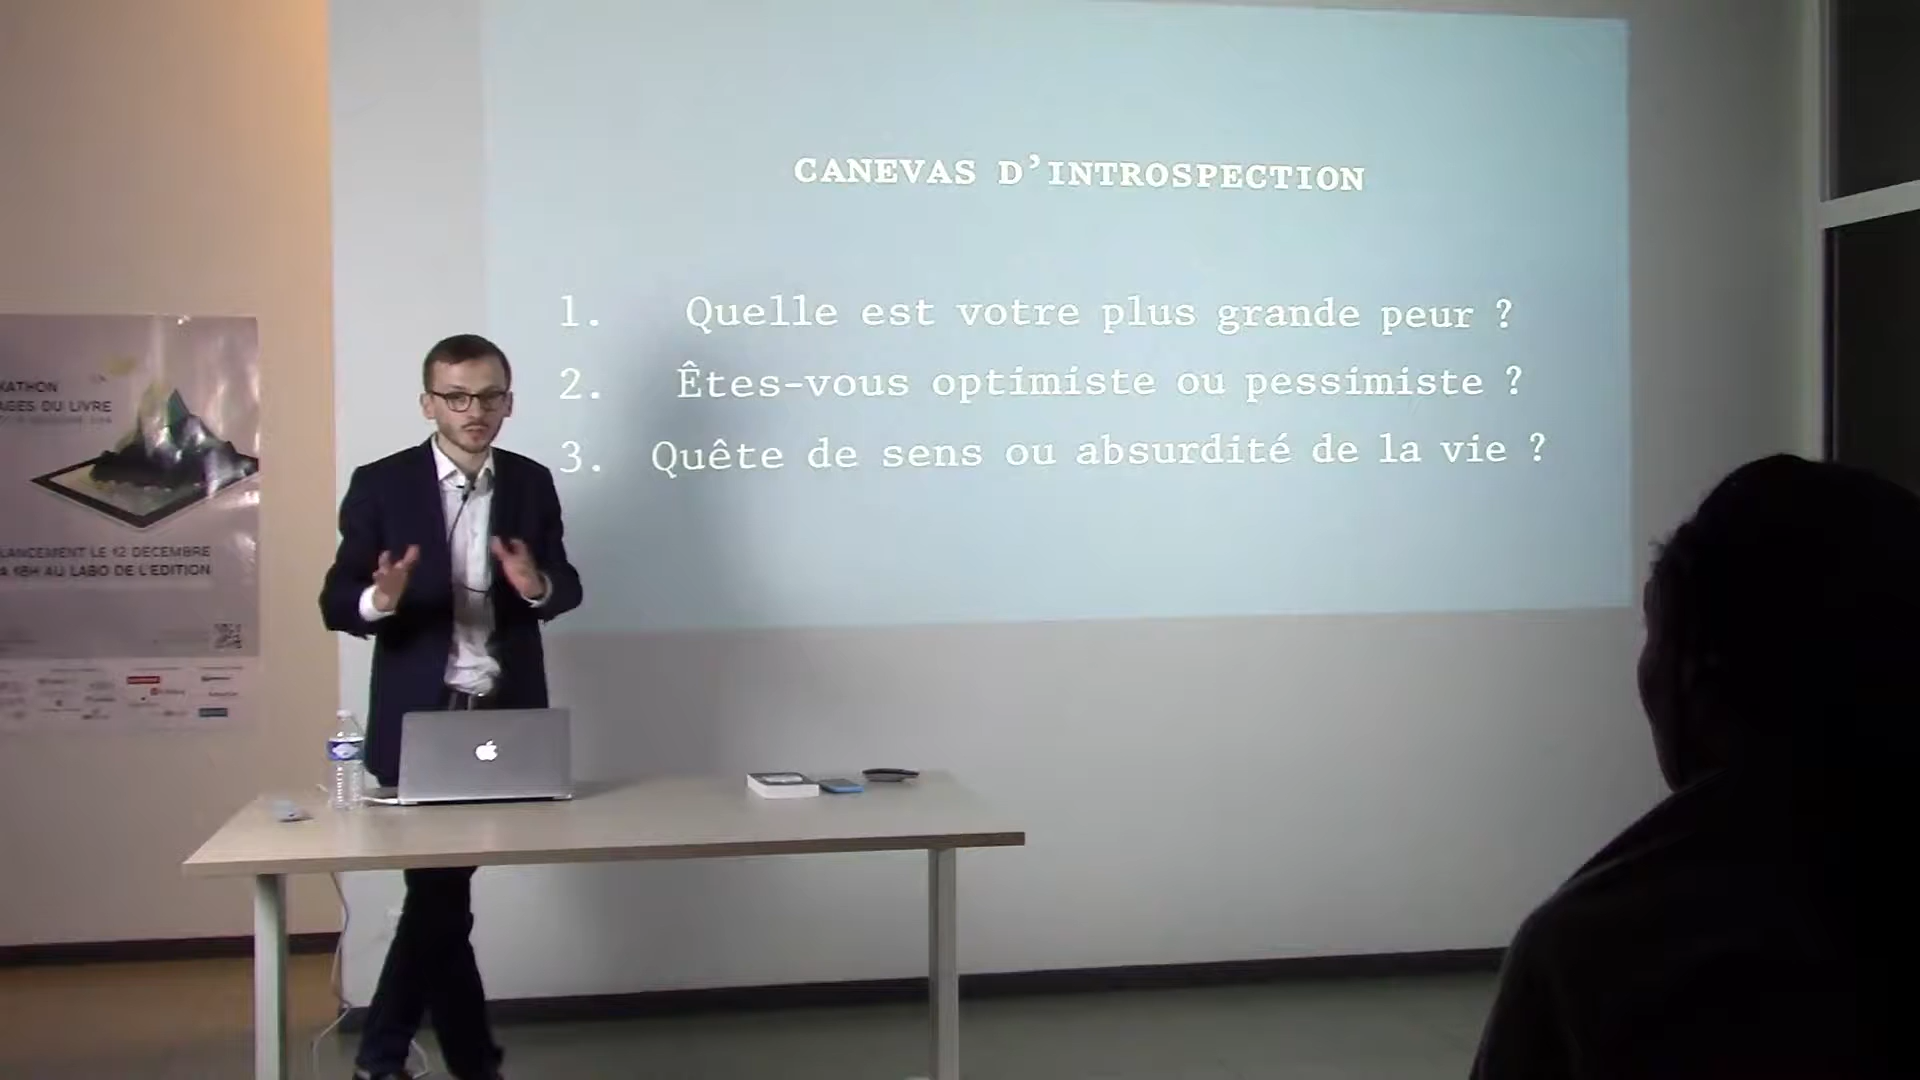 CANEVAS D'INTROSPECTION
1. Quelle est votre plus grande peur ?
2. Êtes-vous optimiste ou pessimiste ?
3. Quête de sens ou absurdité de la vie ?
KATHON
AGES DU LIVRE
LANCEMENT LE 12 DECEMBRE
A 18H AU LABO DE L'EDITION